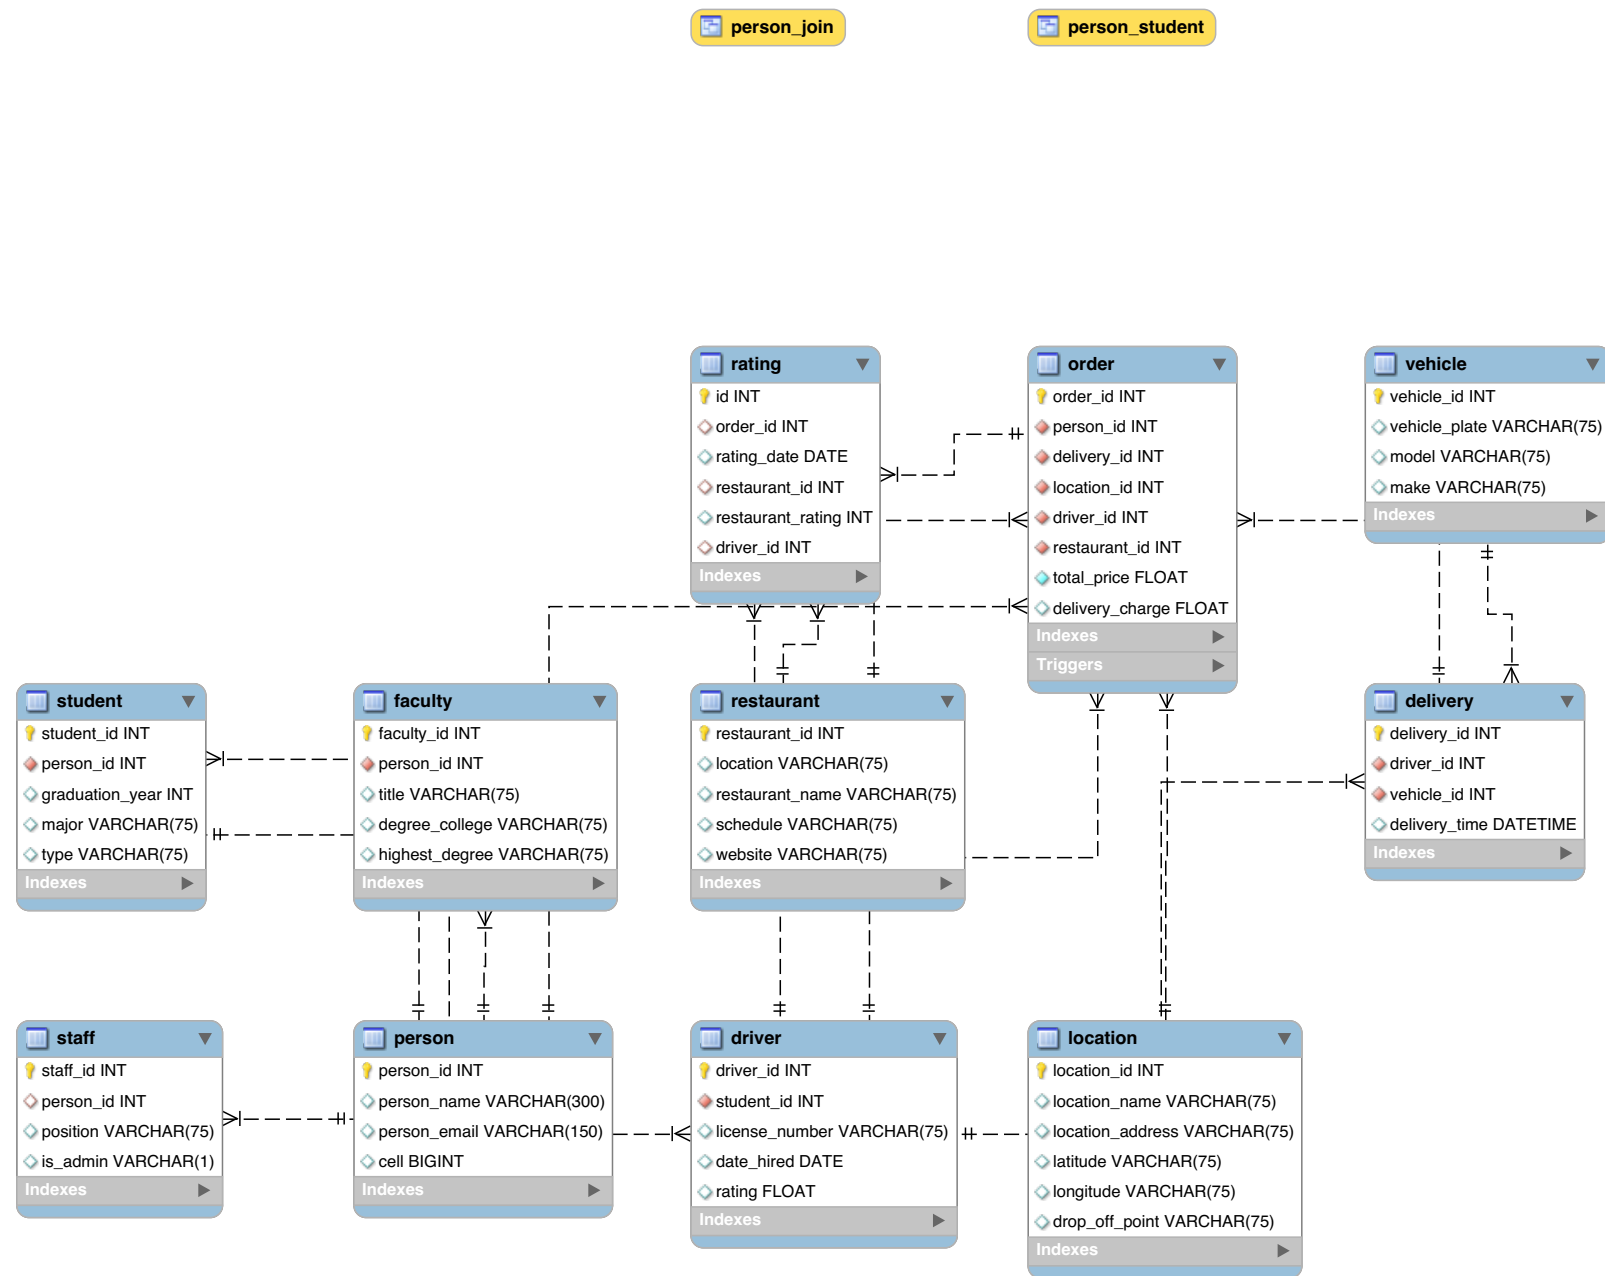 person_join
person_student
rating
id INT
order_id INT
rating_date DATE
restaurant_id INT
restaurant_rating INT
driver_id INT
Indexes
order
order_id INT
person_id INT
delivery_id INT
location_id INT
driver_id INT
restaurant_id INT
total_price FLOAT
delivery_charge FLOAT
Indexes
Triggers
vehicle
vehicle_id INT
vehicle_plate VARCHAR(75)
model VARCHAR(75)
make VARCHAR(75)
Indexes
student
student_id INT
person_id INT
graduation_year INT
major VARCHAR(75)
type VARCHAR(75)
Indexes
faculty
faculty_id INT
person_id INT
title VARCHAR(75)
degree_college VARCHAR(75)
highest_degree VARCHAR(75)
Indexes
restaurant
restaurant_id INT
location VARCHAR(75)
restaurant_name VARCHAR(75)
schedule VARCHAR(75)
website VARCHAR(75)
Indexes
delivery
delivery_id INT
driver_id INT
vehicle_id INT
delivery_time DATETIME
Indexes
staff
staff_id INT
person_id INT
position VARCHAR(75)
is_admin VARCHAR(1)
Indexes
person
person_id INT
person_name VARCHAR(300)
person_email VARCHAR(150)
cell BIGINT
Indexes
driver
driver_id INT
student_id INT
license_number VARCHAR(75)
date_hired DATE
rating FLOAT
Indexes
location
location_id INT
location_name VARCHAR(75)
location_address VARCHAR(75)
latitude VARCHAR(75)
longitude VARCHAR(75)
drop_off_point VARCHAR(75)
Indexes